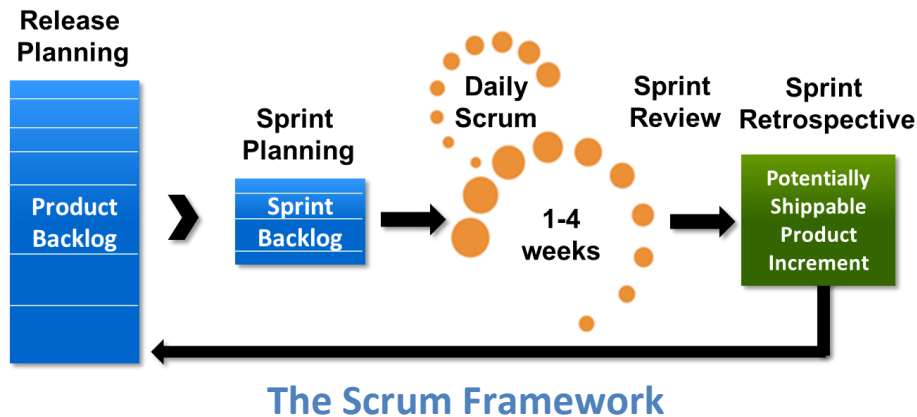 Release
Planning
Product
Backlog
Sprint
Planning
Sprint
Backlog
Daily
Scrum
1-4
weeks
Sprint
Review
Sprint
Retrospective
Potentially
Shippable
Product
Increment
The Scrum Framework